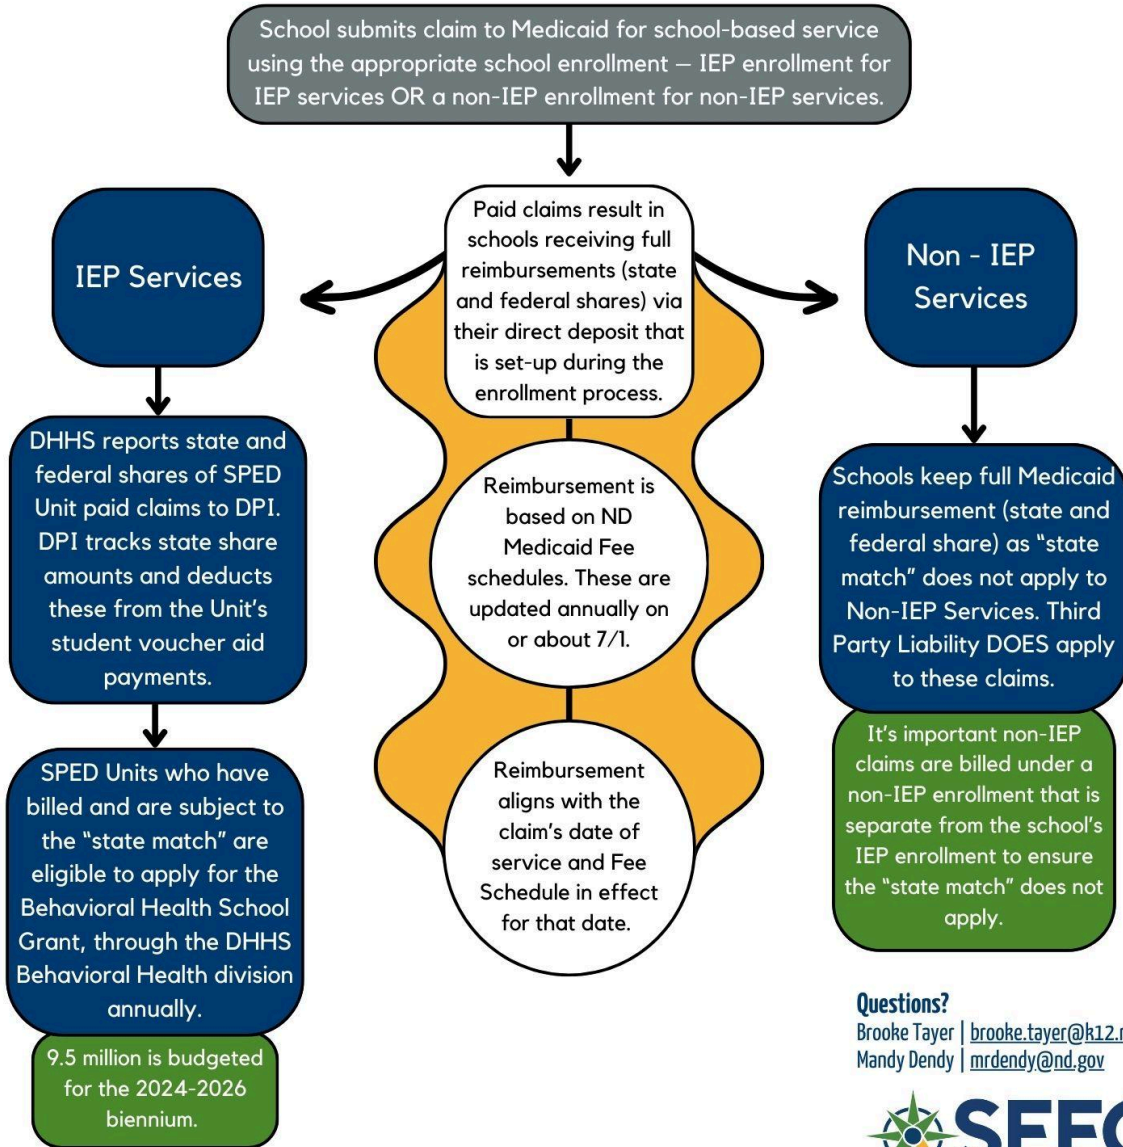 School submits claim to Medicaid for school-based service
using the appropriate school enrollment – IEP enrollment for
IEP services OR a non-IEP enrollment for non-IEP services.
Paid claims result in
schools receiving full
reimbursements (state
and federal shares) via
their direct deposit that
is set-up during the
enrollment process.
Reimbursement is
based on ND
Medicaid Fee
schedules. These are
updated annually on
or about 7/1.
Reimbursement
aligns with the
claim's date of
service and Fee
Schedule in effect
for that date.
IEP Services
DHHS reports state and
federal shares of SPED
Unit paid claims to DPI.
DPI tracks state share
amounts and deducts
these from the Unit's
student voucher aid
payments.
SPED Units who have
billed and are subject to
the "state match" are
eligible to apply for the
Behavioral Health School
Grant, through the DHHS
Behavioral Health division
annually.
9.5 million is budgeted
for the 2024-2026
biennium.
Non - IEP
Services
Schools keep full Medicaid
reimbursement (state and
federal share) as "state
match" does not apply to
Non-IEP Services. Third
Party Liability DOES apply
to these claims.
It's important non-IEP
claims are billed under a
non-IEP enrollment that is
separate from the school's
IEP enrollment to ensure
the "state match" does not
apply.
Questions?
Brooke Tayer | brooke.tayer@k12.n
Mandy Dendy | mrdendy@nd.gov